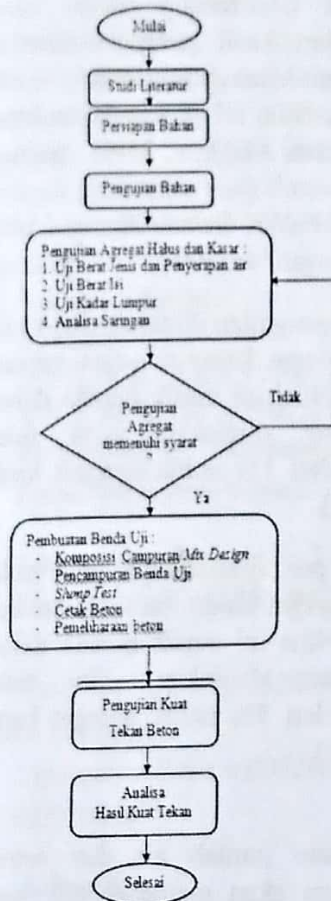 Mulai
Studi Literatur
Persiapan Bahan
Pengujian Bahan
Pengujian Agregat Halus dan Kasar :
1. Uji Berat Jenis dan Penyerapan air
2. Uji Berat Isi
3. Uji Kadar Lumpur
4. Analisa Saringan
Pengujian
Agregat
memenuhi syarat
?
Tidak
Ya
Pembuatan Benda Uji :
- Komposisi Campuran Mix Design
- Pencampuran Benda Uji
- Slump Test
- Cetak Beton
- Pemeliharaan beton
Pengujian Kuat
Tekan Beton
Analisa
Hasil Kuat Tekan
Selesai